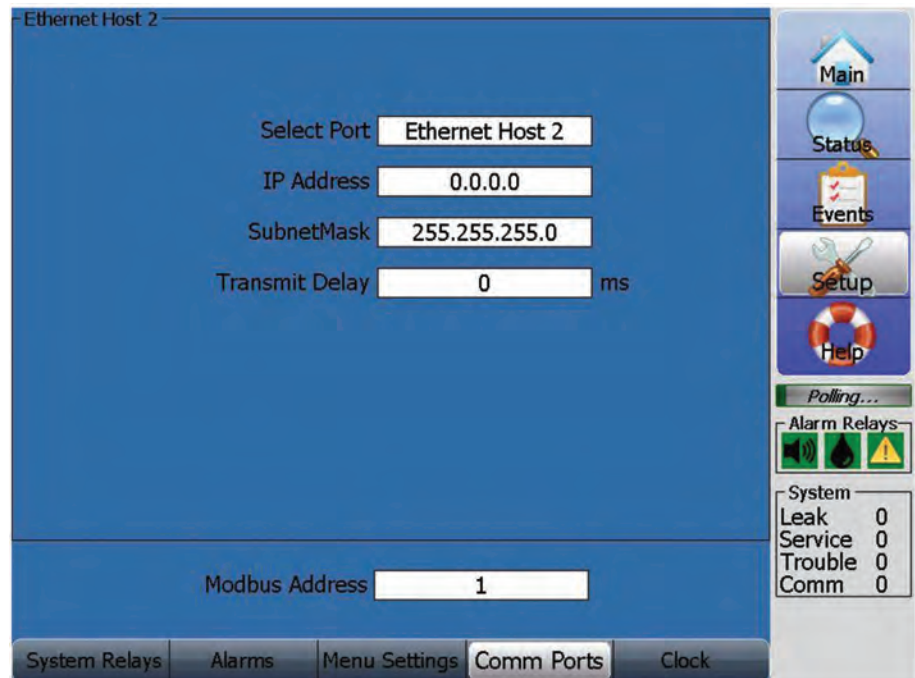 Ethernet Host 2
Select Port Ethernet Host 2
IP Address 0.0.0.0
SubnetMask 255.255.255.0
Transmit Delay 0 ms
Modbus Address 1
System Relays Alarms Menu Settings Comm Ports Clock
Main
Status
Events
Setup
Help
Polling...
Alarm Relays
System
Leak 0
Service 0
Trouble 0
Comm 0